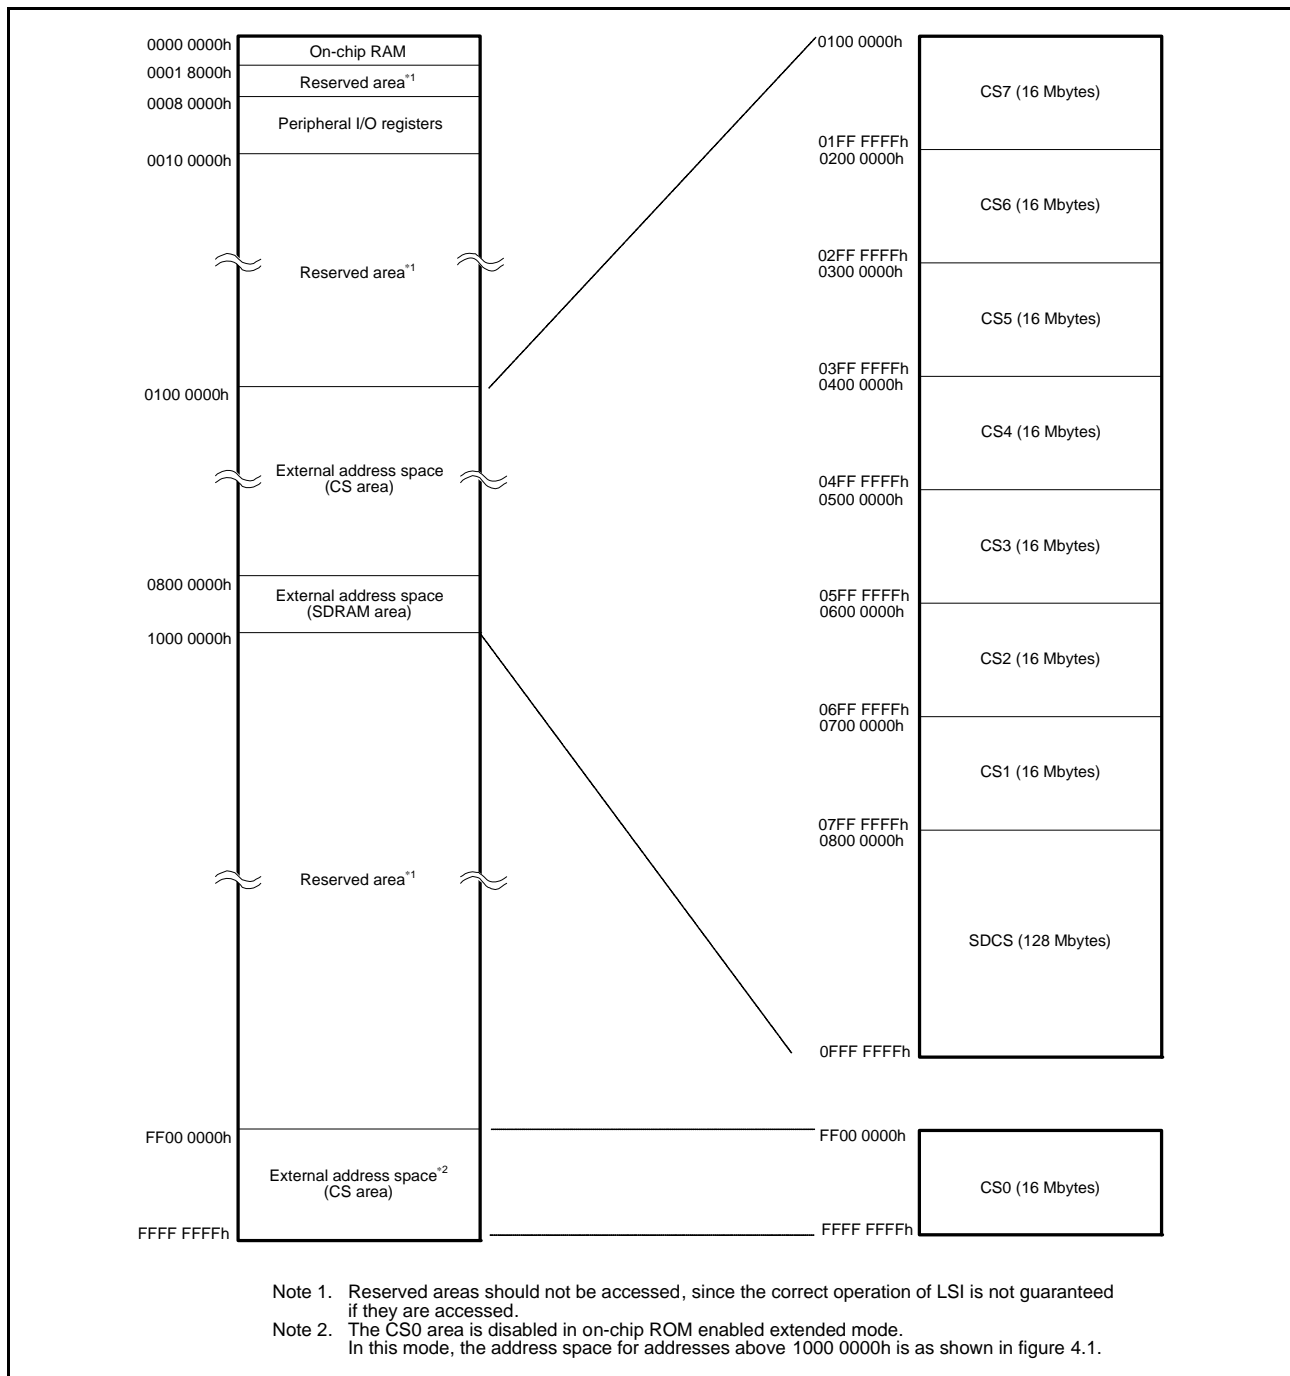 0000 0000h
On-chip RAM
0001 8000h
Reserved area*1
0008 0000h
Peripheral I/O registers
0010 0000h
Reserved area*1
0100 0000h
External address space
(CS area)
0800 0000h
External address space
(SDRAM area)
1000 0000h
Reserved area*1
FF00 0000h
External address space*2
(CS area)
FFFF FFFFh
0100 0000h
CS7 (16 Mbytes)
01FF FFFFh
0200 0000h
CS6 (16 Mbytes)
02FF FFFFh
0300 0000h
CS5 (16 Mbytes)
03FF FFFFh
0400 0000h
CS4 (16 Mbytes)
04FF FFFFh
0500 0000h
CS3 (16 Mbytes)
05FF FFFFh
0600 0000h
CS2 (16 Mbytes)
06FF FFFFh
0700 0000h
CS1 (16 Mbytes)
07FF FFFFh
0800 0000h
SDCS (128 Mbytes)
0FFF FFFFh
FF00 0000h
CS0 (16 Mbytes)
FFFF FFFFh
Note 1. Reserved areas should not be accessed, since the correct operation of LSI is not guaranteed
if they are accessed.
Note 2. The CS0 area is disabled in on-chip ROM enabled extended mode.
In this mode, the address space for addresses above 1000 0000h is as shown in figure 4.1.